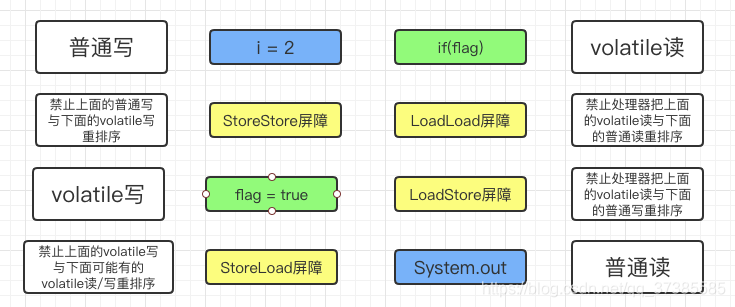 普通写
i = 2
if(flag)
volatile读
禁止上面的普通写
与下面的volatile写
重排序
StoreStore屏障
LoadLoad屏障
禁止处理器把上面
的volatile读与下面
的普通读重排序
volatile写
flag = true
LoadStore屏障
禁止处理器把上面
的volatile读与下面
的普通写重排序
禁止上面的volatile写
与下面可能有的
volatile读/写重排序
StoreLoad屏障
System.out
普通读
https://blog.csdn.net/qq_37385585